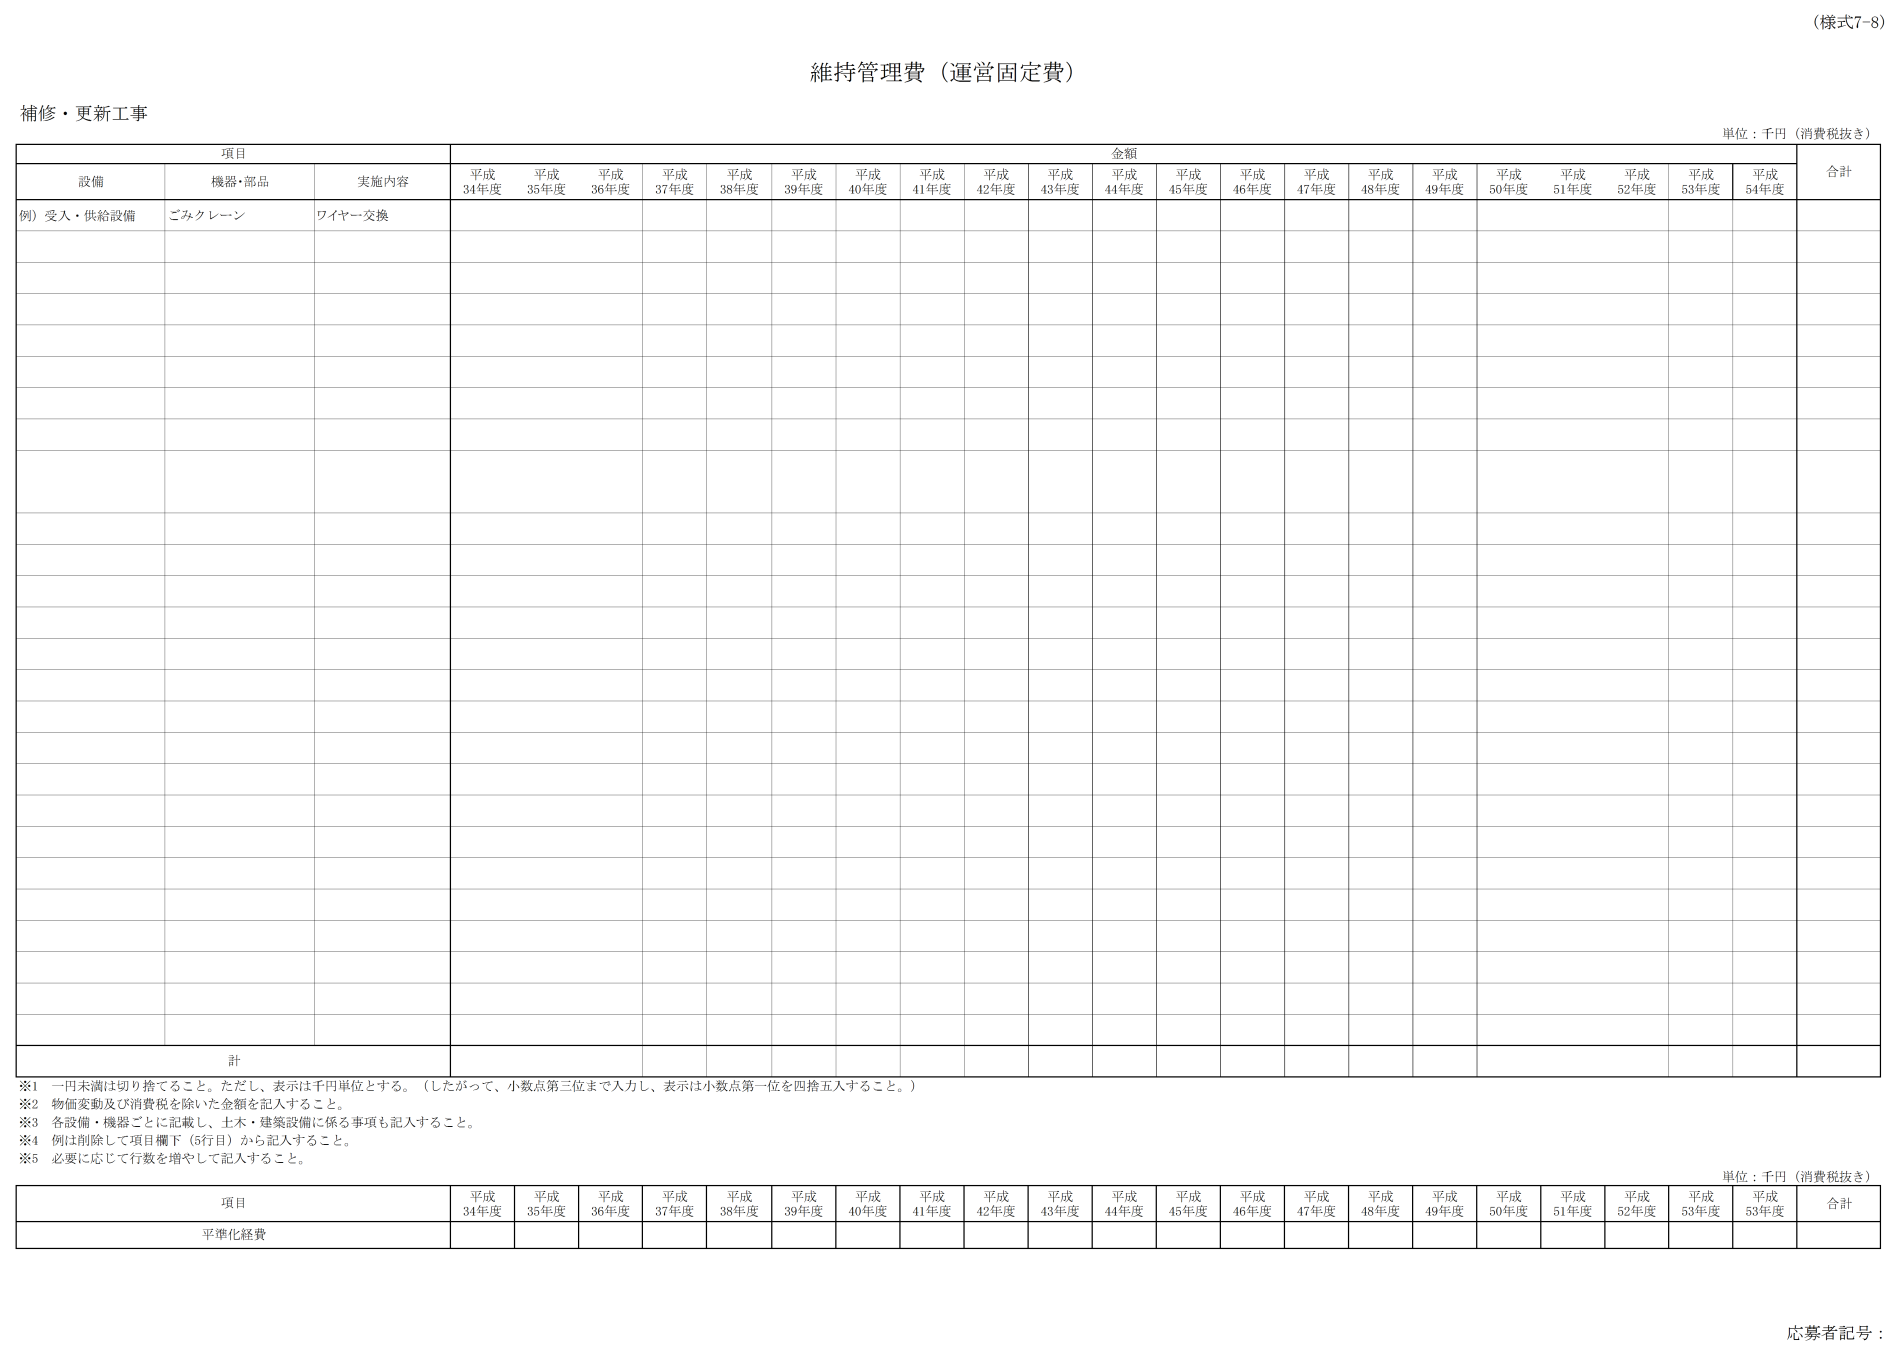 （様式7-8）
維持管理費（運営固定費）
補修・更新工事
単位：千円（消費税抜き）
項目 金額 合計
設備 機器・部品 実施内容 平成34年度 平成35年度 平成36年度 平成37年度 平成38年度 平成39年度 平成40年度 平成41年度 平成42年度 平成43年度 平成44年度 平成45年度 平成46年度 平成47年度 平成48年度 平成49年度 平成50年度 平成51年度 平成52年度 平成53年度 平成54年度
例）受入・供給設備 ごみクレーン ワイヤー交換
計
※1 一円未満は切り捨てること。ただし、表示は千円単位とする。（したがって、小数点第三位まで入力し、表示は小数点第一位を四捨五入すること。）
※2 物価変動及び消費税を除いた金額を記入すること。
※3 各設備・機器ごとに記載し、土木・建築設備に係る事項も記入すること。
※4 例は削除して項目欄下（5行目）から記入すること。
※5 必要に応じて行数を増やして記入すること。
単位：千円（消費税抜き）
項目 平成34年度 平成35年度 平成36年度 平成37年度 平成38年度 平成39年度 平成40年度 平成41年度 平成42年度 平成43年度 平成44年度 平成45年度 平成46年度 平成47年度 平成48年度 平成49年度 平成50年度 平成51年度 平成52年度 平成53年度 平成53年度 合計
平準化経費
応募者記号：